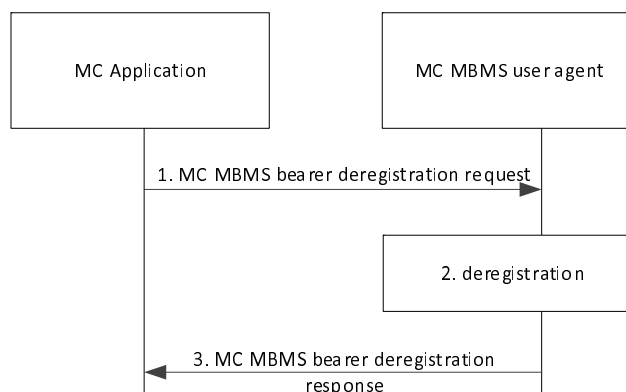 MC Application
MC MBMS user agent
1. MC MBMS bearer deregistration request
2. deregistration
3. MC MBMS bearer deregistration
response